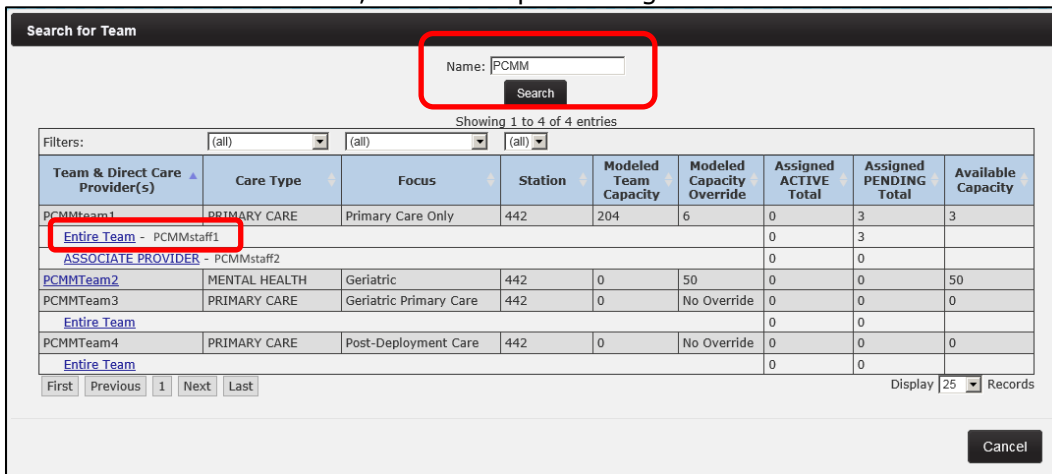 Search for Team
Name: PCMM
Search
Showing 1 to 4 of 4 entries
Filters: (all) (all) (all)
Team & Direct Care Provider(s) Care Type Focus Station Modeled Team Capacity Modeled Capacity Override Assigned ACTIVE Total Assigned PENDING Total Available Capacity
PCMMteam1 PRIMARY CARE Primary Care Only 442 204 6 0 3 3
Entire Team - PCMMstaff1 0 3
ASSOCIATE PROVIDER - PCMMstaff2 0 0
PCMMTeam2 MENTAL HEALTH Geriatric 442 0 50 0 0 50
PCMMTeam3 PRIMARY CARE Geriatric Primary Care 442 0 No Override 0 0 0
Entire Team 0 0
PCMMTeam4 PRIMARY CARE Post-Deployment Care 442 0 No Override 0 0 0
Entire Team 0 0
First Previous 1 Next Last Display 25 Records
Cancel